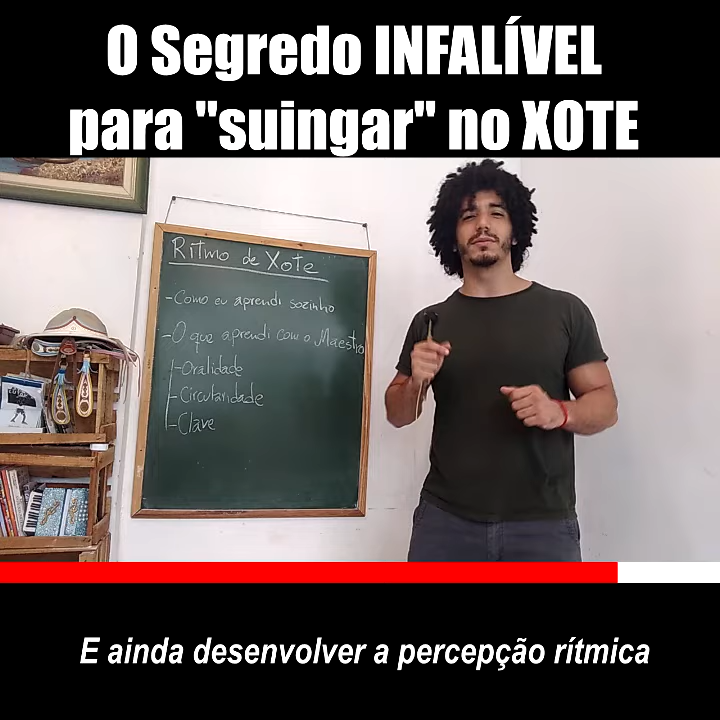 O Segredo INFALÍVEL
para "suingar" no XOTE
Ritmo de Xote
-Como eu aprendi sozinho
-O que aprendi com o Maestro
-Oralidade
-Circularidade
-Clave
E ainda desenvolver a percepção rítmica